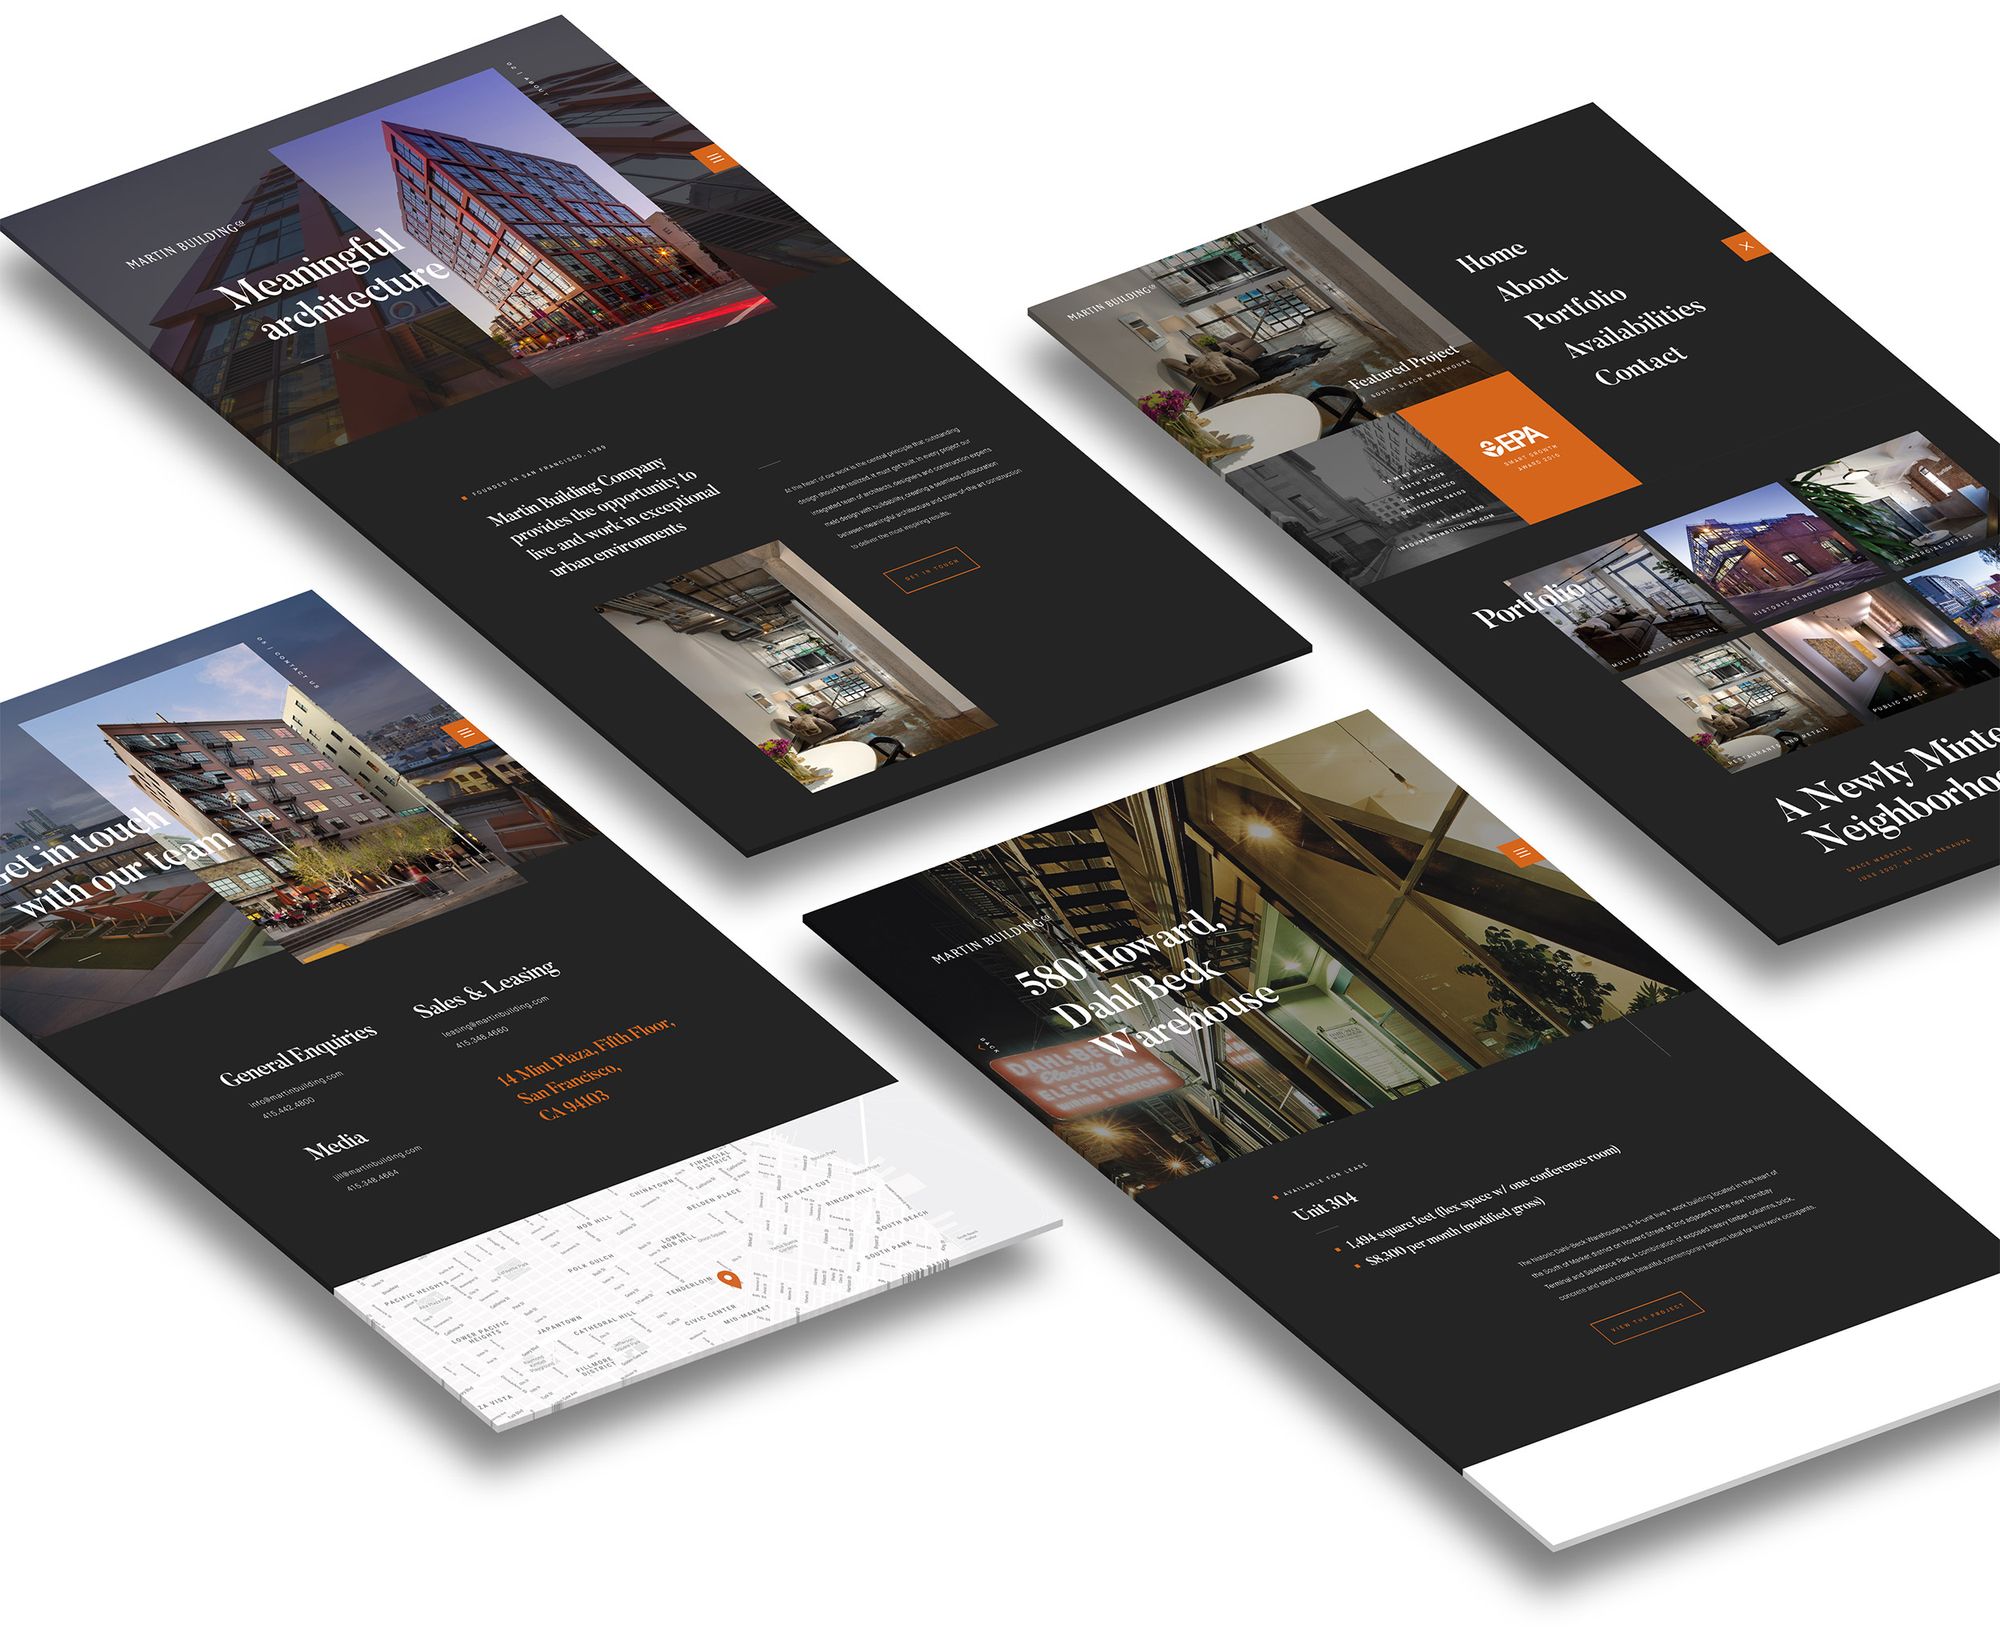 02 | ABOUT
MARTIN BUILDING CO
Meaningful
architecture
FOUNDED IN SAN FRANCISCO, 1989
Martin Building Company
provides the opportunity to
live and work in exceptional
urban environments
At the heart of our work is the central principle that outstanding
design should be realized, it must get built. In every project our
integrated team of architects, designers and construction experts
meld design with buildability, creating a seamless collaboration
between meaningful architecture and state-of-the art construction
to deliver the most inspiring results.
GET IN TOUCH
MARTIN BUILDING CO
Home
About
Portfolio
Availabilities
Contact
Featured Project
SOUTH BEACH WAREHOUSE
14 MINT PLAZA
FIFTH FLOOR
SAN FRANCISCO
CALIFORNIA 94103
T: 415.442.4800
INFO@MARTINBUILDING.COM
EPA
SMART GROWTH
AWARD 2010
Portfolio
MULTI-FAMILY RESIDENTIAL
HISTORIC RENOVATIONS
COMMERCIAL OFFICE
RESTAURANTS AND RETAIL
PUBLIC SPACE
A Newly Minte
Neighborho
SPACE MAGAZINE
JUNE 2007, BY LISA
05 | CONTACT US
Get in touch
with our team
General Enquiries
info@martinbuilding.com
415.442.4800
Sales & Leasing
leasing@martinbuilding.com
415.348.4660
Media
jill@martinbuilding.com
415.348.4664
14 Mint Plaza, Fifth Floor,
San Francisco,
CA 94103
FINANCIAL
DISTRICT
CHINATOWN
BELDEN PLACE
THE EAST CUT
RINCON HILL
SOUTH BEACH
NOB HILL
LOWER
NOB HILL
SOUTH PARK
POLK GULCH
TENDERLOIN
PACIFIC HEIGHTS
CIVIC CENTER
MID-MARKET
LOWER PACIFIC
HEIGHTS
JAPANTOWN
CATHEDRAL HILL
FILLMORE
DISTRICT
ZA VISTA
MARTIN BUILDING CO
580 Howard,
Dahl/Beck
Warehouse
BACK
DAHL-BE
Electric
ELECTRICIANS
WIRING & MOTORS
AVAILABLE FOR LEASE
Unit 304
1,494 square feet (flex space w/ one conference room)
$8,300 per month (modified gross)
The historic Dahl-Beck Warehouse is a 14-unit live + work building located in the heart of
the South of Market district on Howard Street at 2nd adjacent to the new Transbay
Terminal and Salesforce Park. A combination of exposed heavy timber columns, brick,
concrete and steel create beautiful, contemporary spaces ideal for live/work occupants.
VIEW THE PROJECT